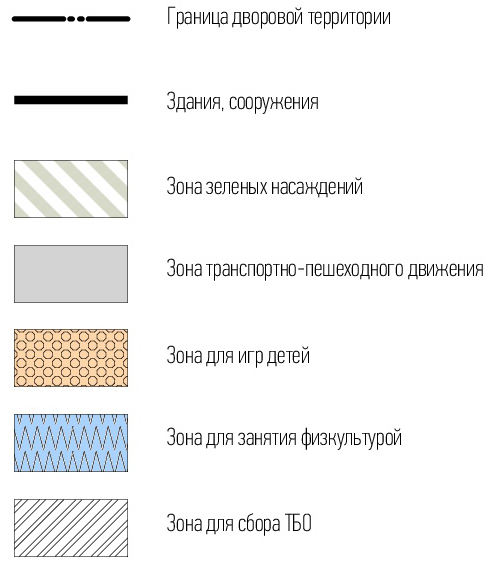 Граница дворовой территории
Здания, сооружения
Зона зеленых насаждений
Зона транспортно-пешеходного движения
Зона для игр детей
Зона для занятия физкультурой
Зона для сбора ТБО